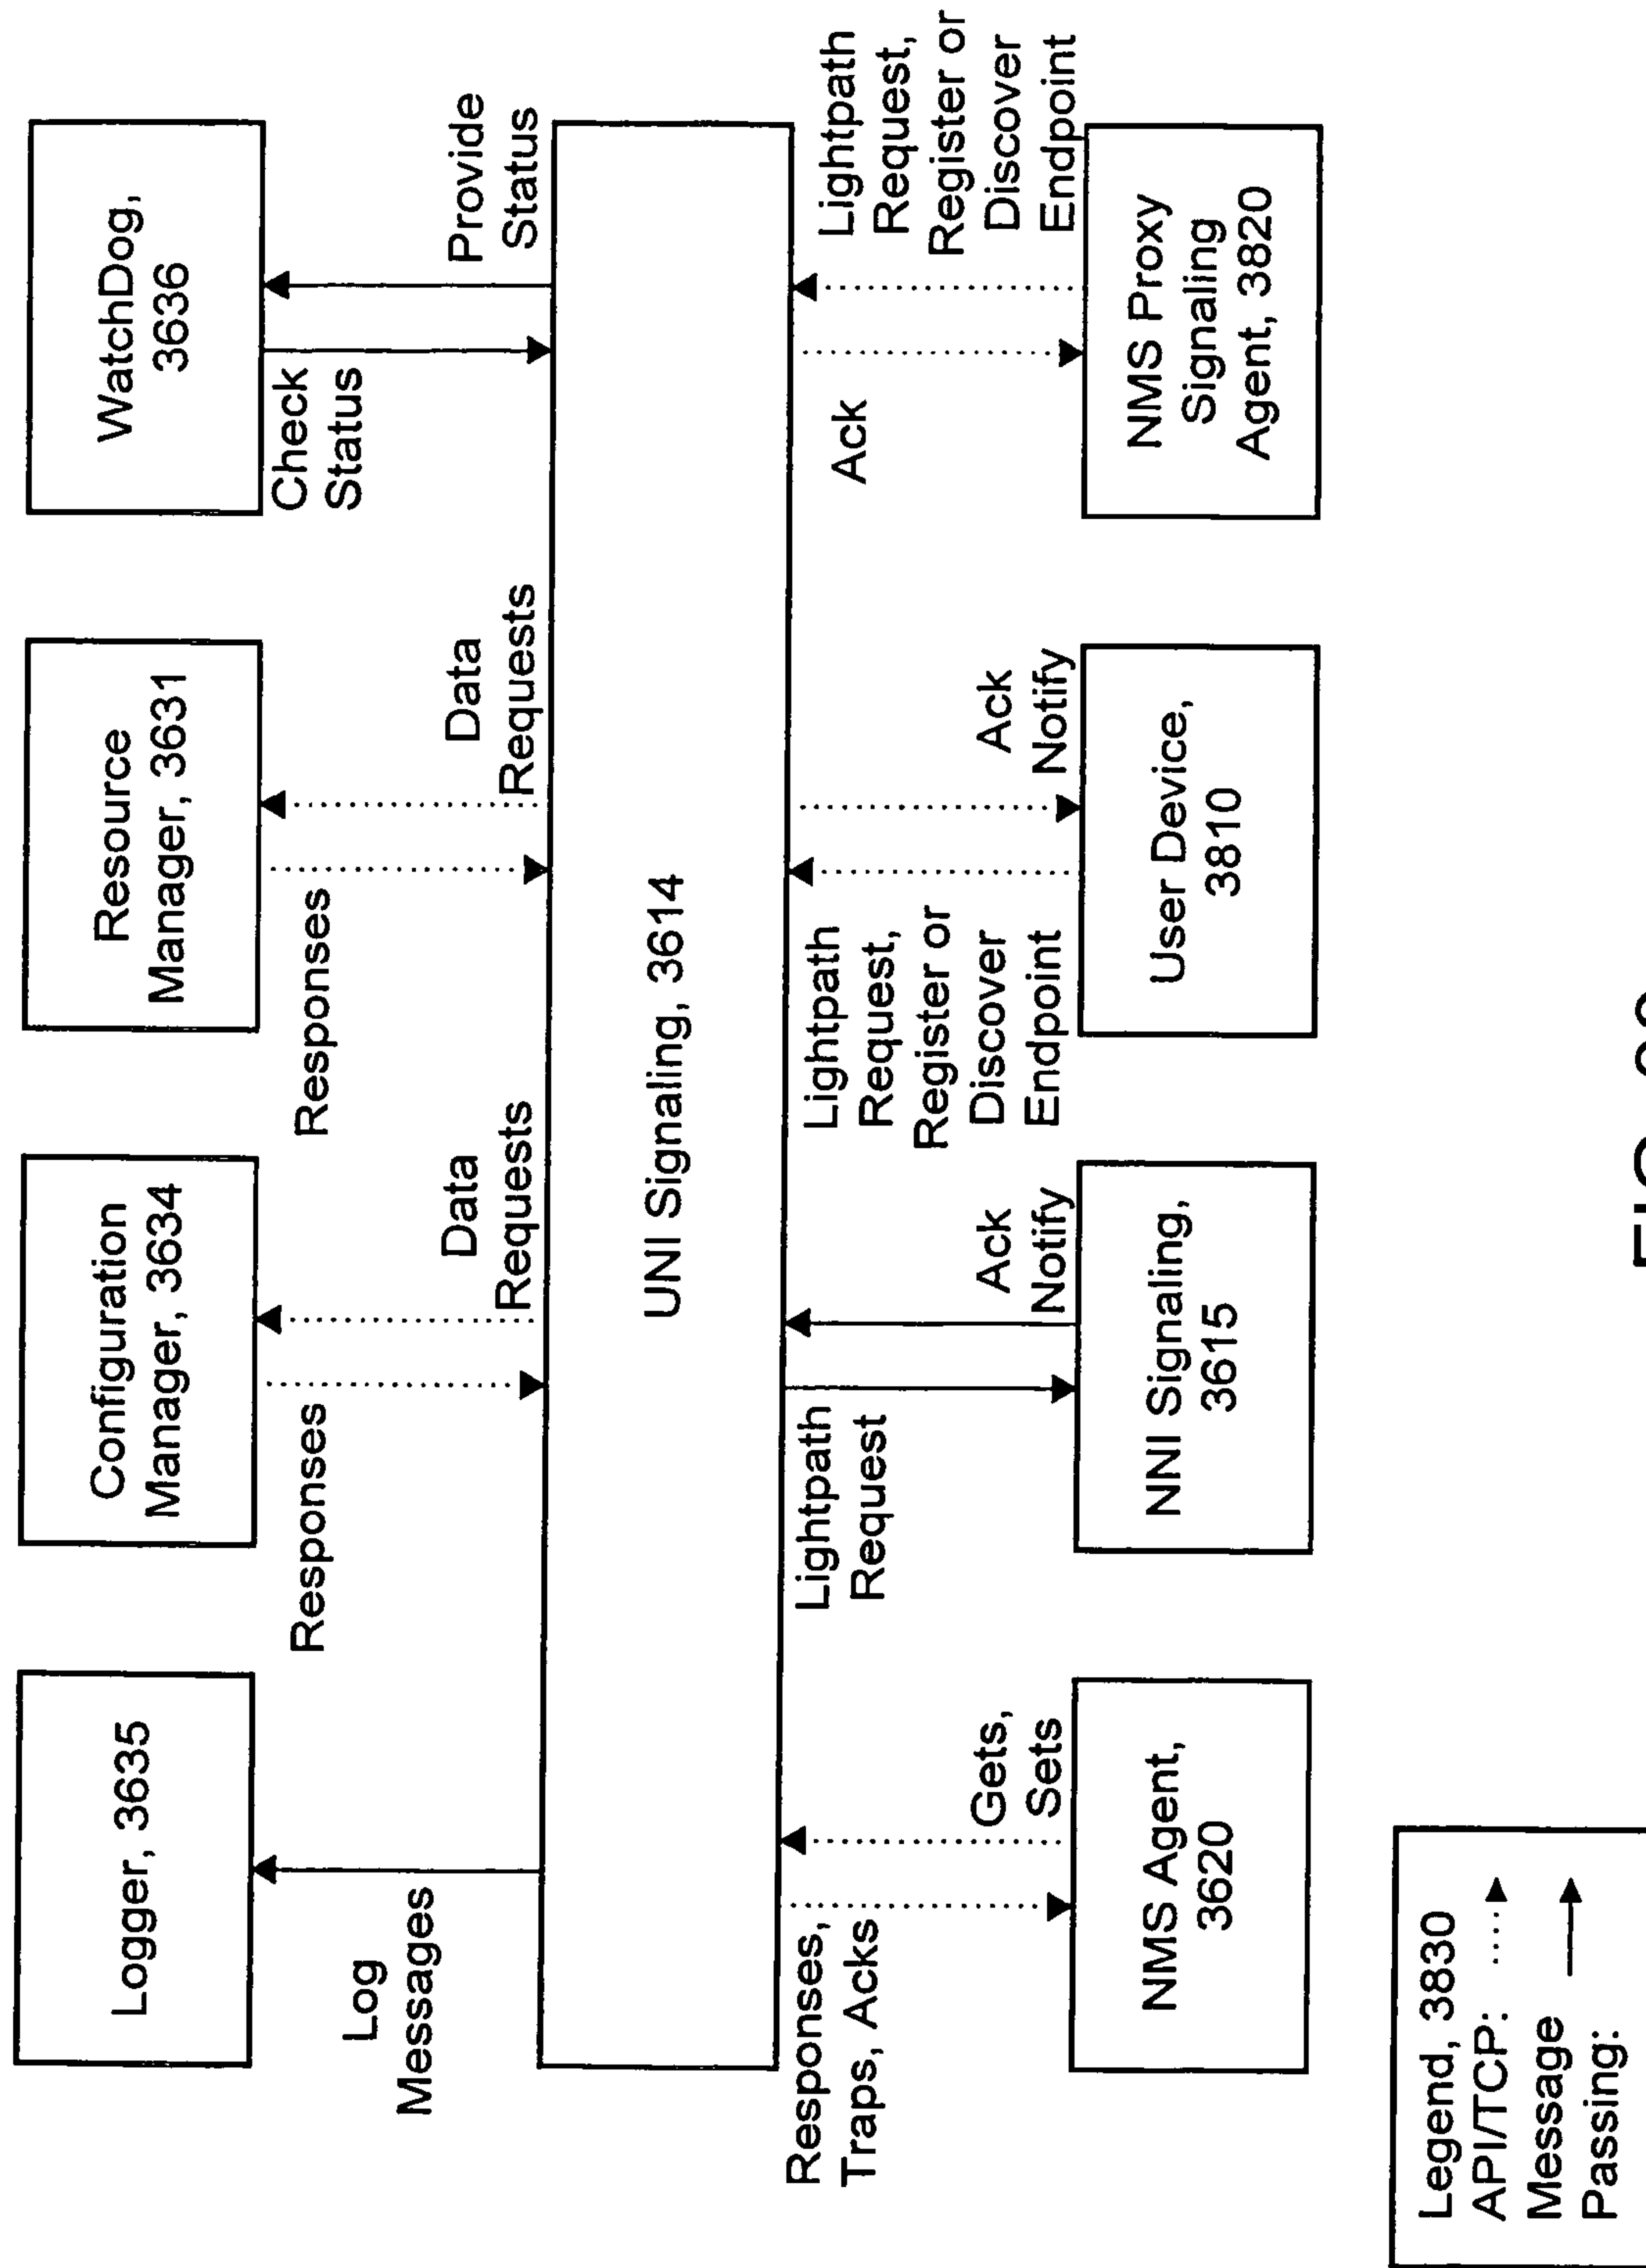 Logger, 3635
Configuration
Manager, 3634
Resource
Manager, 3631
WatchDog,
3636
Log
Messages
Responses
Data
Requests
Responses
Data
Requests
Check
Status
Provide
Status
UNI Signaling, 3614
Responses,
Traps, Acks
Gets,
Sets
Lightpath
Request
Ack
Notify
Lightpath
Request,
Register or
Discover
Endpoint
Ack
Notify
Ack
Lightpath
Request,
Register or
Discover
Endpoint
NMS Agent,
3620
NNI Signaling,
3615
User Device,
3810
NMS Proxy
Signaling
Agent, 3820
Legend, 3830
API/TCP:
Message
Passing: